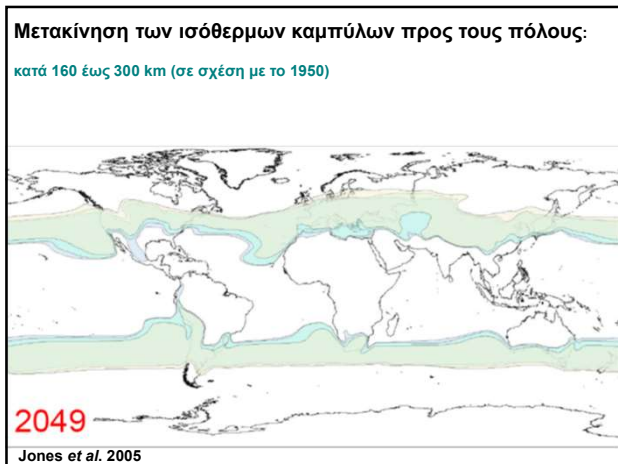 Μετακίνηση των ισόθερμων καμπύλων προς τους πόλους:
κατά 160 έως 300 km (σε σχέση με το 1950)
2049
Jones et al. 2005